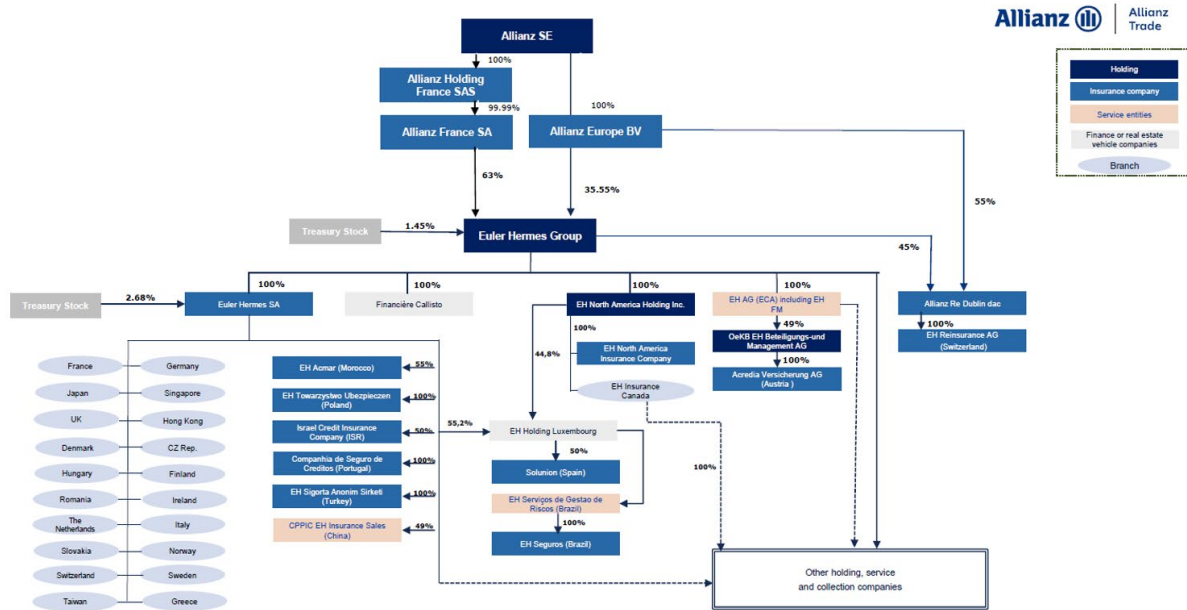 Allianz
Allianz
Trade
Allianz SE
Holding
Insurance company
Service entities
Finance or real estate
vehicle companies
Branch
100%
Allianz Holding
France SAS
99.99%
100%
Allianz France SA
Allianz Europe BV
63%
35.55%
55%
Treasury Stock
1.45%
Euler Hermes Group
45%
100%
100%
100%
100%
Treasury Stock
2.68%
Euler Hermes SA
Financière Callisto
EH North America Holding Inc.
EH AG (ECA) including EH
FM
Allianz Re Dublin dac
49%
100%
100%
OeKB EH Beteiligungs-und
Management AG
EH Reinsurance AG
(Switzerland)
44,8%
EH North America
Insurance Company
100%
Acredia Versicherung AG
(Austria )
EH Insurance
Canada
France
Germany
Japan
Singapore
UK
Hong Kong
Denmark
CZ Rep.
Hungary
Finland
Romania
Ireland
The
Netherlands
Italy
Slovakia
Norway
Switzerland
Sweden
Taiwan
Greece
EH Acmar (Morocco)
55%
EH Towarzystwo Ubezpieczen
(Poland)
100%
Israel Credit Insurance
Company (ISR)
50%
Companhia de Seguro de
Creditos (Portugal)
100%
EH Sigorta Anonim Sirketi
(Turkey)
100%
CPPIC EH Insurance Sales
(China)
49%
55,2%
EH Holding Luxembourg
50%
Solunion (Spain)
EH Serviços de Gestao de
Riscos (Brazil)
100%
EH Seguros (Brazil)
100%
Other holding, service
and collection companies